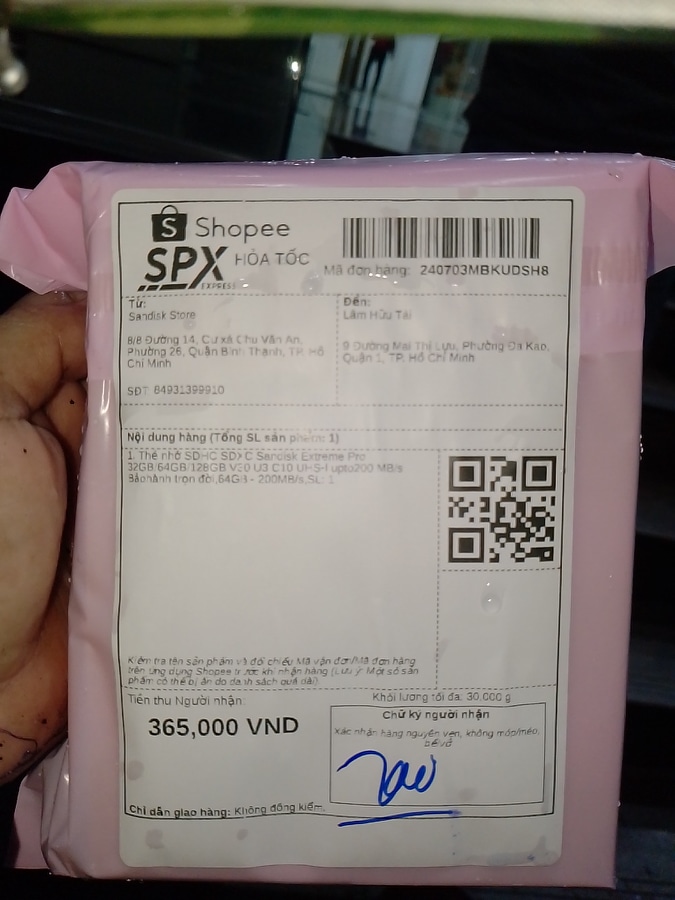 S Shopee
SPX HỎA TỐC
EXPRESS
Mã đơn hàng: 240703MBKUDSH8
Từ:
Sandisk Store
8/8 Đường 14, Cư xá Chu Văn An,
Phường 26, Quận Bình Thạnh, TP. Hồ
Chí Minh
SĐT: 84931399910
Đến:
Lâm Hữu Tài
9 Đường Mai Thị Lựu, Phường Đa Kao,
Quận 1, TP. Hồ Chí Minh
Nội dung hàng (Tổng SL sản phẩm: 1)
1. Thẻ nhớ SDHC SDXC Sandisk Extreme Pro
32GB/64GB/128GB V30 U3 C10 UHS-I upto200 MB/s
Bảo hành trọn đời,64GB - 200MB/s,SL: 1
Kiểm tra tên sản phẩm và đối chiếu Mã vận đơn/Mã đơn hàng
trên ứng dụng Shopee trước khi nhận hàng (Lưu ý: Một số sản
phẩm có thể bị ẩn do danh sách quá dài).
Tiền thu Người nhận:
365,000 VND
Khối lượng tối đa: 30,000 g
Chữ ký người nhận
Xác nhận hàng nguyên vẹn, không móp/méo,
bể/vỡ
Chỉ dẫn giao hàng: Không đồng kiểm.